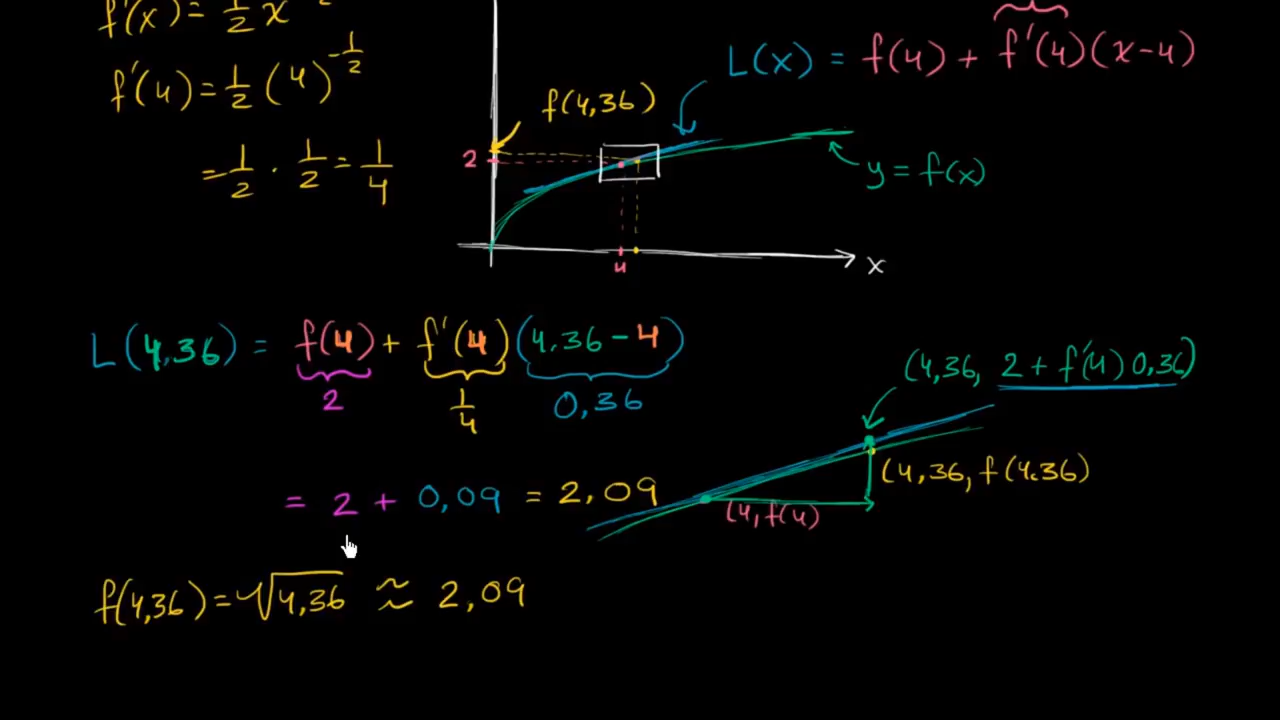 f'(x) = 1/2 x^-
f'(4) = 1/2 (4)^-1/2
= 1/2 · 1/2 = 1/4
L(x) = f(4) + f'(4)(x-4)
f(4,36)
2
y = f(x)
4
x
L(4,36) = f(4) + f'(4)(4,36 - 4)
2
1/4
0,36
(4,36, 2 + f'(4) 0,36)
= 2 + 0,09 = 2,09
(4,36, f(4.36)
(4, f(4)
f(4,36) = √4,36 ≈ 2,09